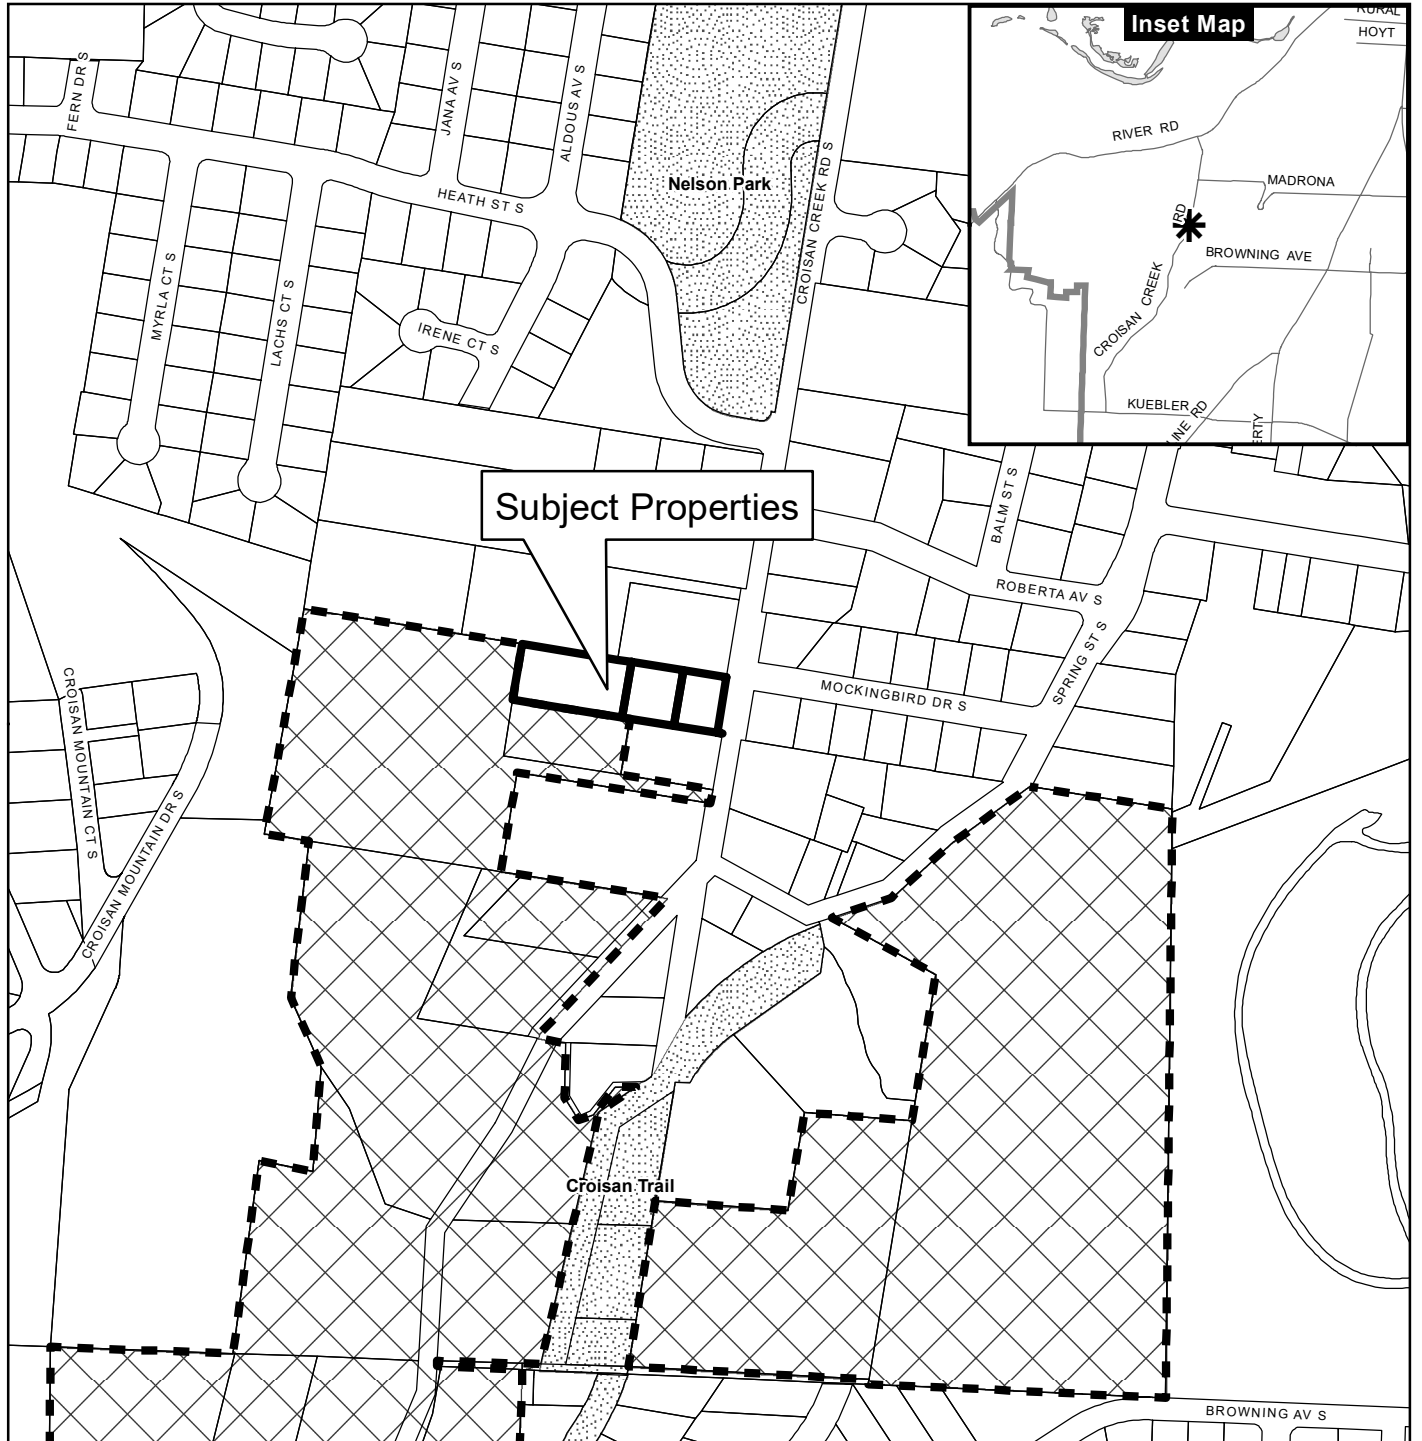 Inset Map
RURAL
HOYT
RIVER RD
MADRONA
RD
BROWNING AVE
CROISAN CREEK
KUEBLER
LINE RD
ERTY
FERN DR S
JANA AV S
ALDOUS AV S
Nelson Park
HEATH ST S
CROISAN CREEK RD S
MYRLA CT S
LACHS CT S
IRENE CT S
Subject Properties
BALM ST S
ROBERTA AV S
SPRING ST S
MOCKINGBIRD DR S
CROISAN MOUNTAIN CT S
CROISAN MOUNTAIN DR S
Croisan Trail
BROWNING AV S